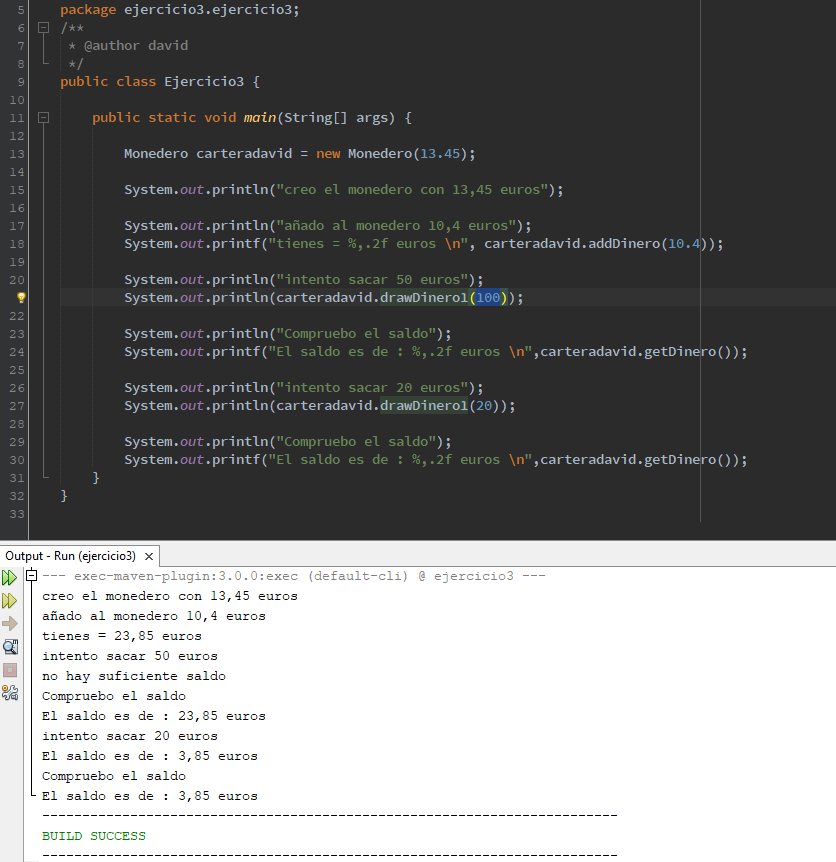 5 package ejercicio3.ejercicio3;
6 /**
7 * @author david
8 */
9 public class Ejercicio3 {
10
11 public static void main(String[] args) {
12
13 Monedero carteradavid = new Monedero(13.45);
14
15 System.out.println("creo el monedero con 13,45 euros");
16
17 System.out.println("añado al monedero 10,4 euros");
18 System.out.printf("tienes = %,.2f euros \n", carteradavid.addDinero(10.4));
19
20 System.out.println("intento sacar 50 euros");
System.out.println(carteradavid.drawDinero1(100));
22
23 System.out.println("Compruebo el saldo");
24 System.out.printf("El saldo es de : %,.2f euros \n",carteradavid.getDinero());
25
26 System.out.println("intento sacar 20 euros");
27 System.out.println(carteradavid.drawDinero1(20));
28
29 System.out.println("Compruebo el saldo");
30 System.out.printf("El saldo es de : %,.2f euros \n",carteradavid.getDinero());
31 }
32 }
33
Output - Run (ejercicio3) ×
--- exec-maven-plugin:3.0.0:exec (default-cli) @ ejercicio3 ---
creo el monedero con 13,45 euros
añado al monedero 10,4 euros
tienes = 23,85 euros
intento sacar 50 euros
no hay suficiente saldo
Compruebo el saldo
El saldo es de : 23,85 euros
intento sacar 20 euros
El saldo es de : 3,85 euros
Compruebo el saldo
El saldo es de : 3,85 euros
------------------------------------------------------------------------
BUILD SUCCESS
------------------------------------------------------------------------